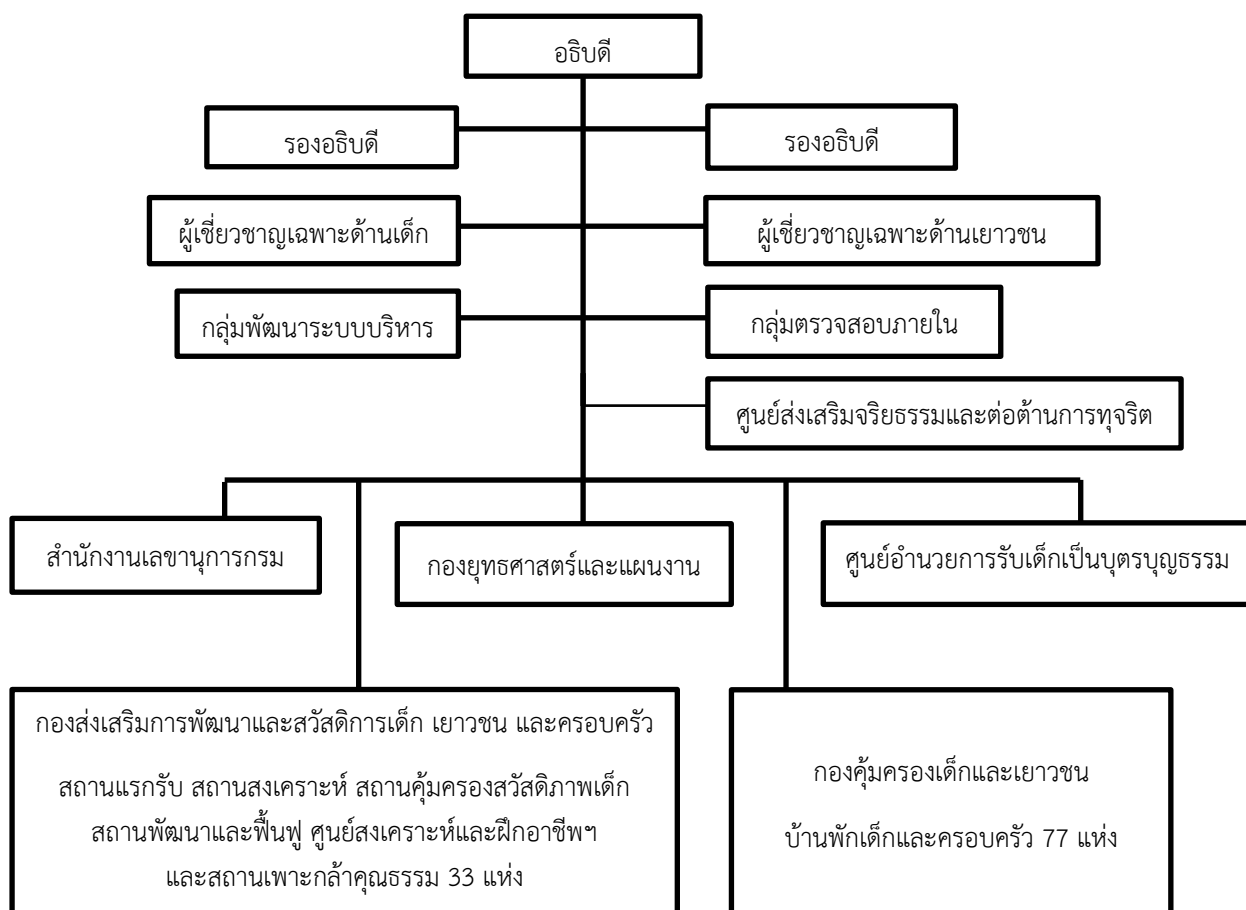 อธิบดี
รองอธิบดี
รองอธิบดี
ผู้เชี่ยวชาญเฉพาะด้านเด็ก
ผู้เชี่ยวชาญเฉพาะด้านเยาวชน
กลุ่มพัฒนาระบบบริหาร
กลุ่มตรวจสอบภายใน
ศูนย์ส่งเสริมจริยธรรมและต่อต้านการทุจริต
สำนักงานเลขานุการกรม
กองยุทธศาสตร์และแผนงาน
ศูนย์อำนวยการรับเด็กเป็นบุตรบุญธรรม
กองส่งเสริมการพัฒนาและสวัสดิการเด็ก เยาวชน และครอบครัว
สถานแรกรับ สถานสงเคราะห์ สถานคุ้มครองสวัสดิภาพเด็ก
สถานพัฒนาและฟื้นฟู ศูนย์สงเคราะห์และฝึกอาชีพฯ
และสถานเพาะกล้าคุณธรรม 33 แห่ง
กองคุ้มครองเด็กและเยาวชน
บ้านพักเด็กและครอบครัว 77 แห่ง